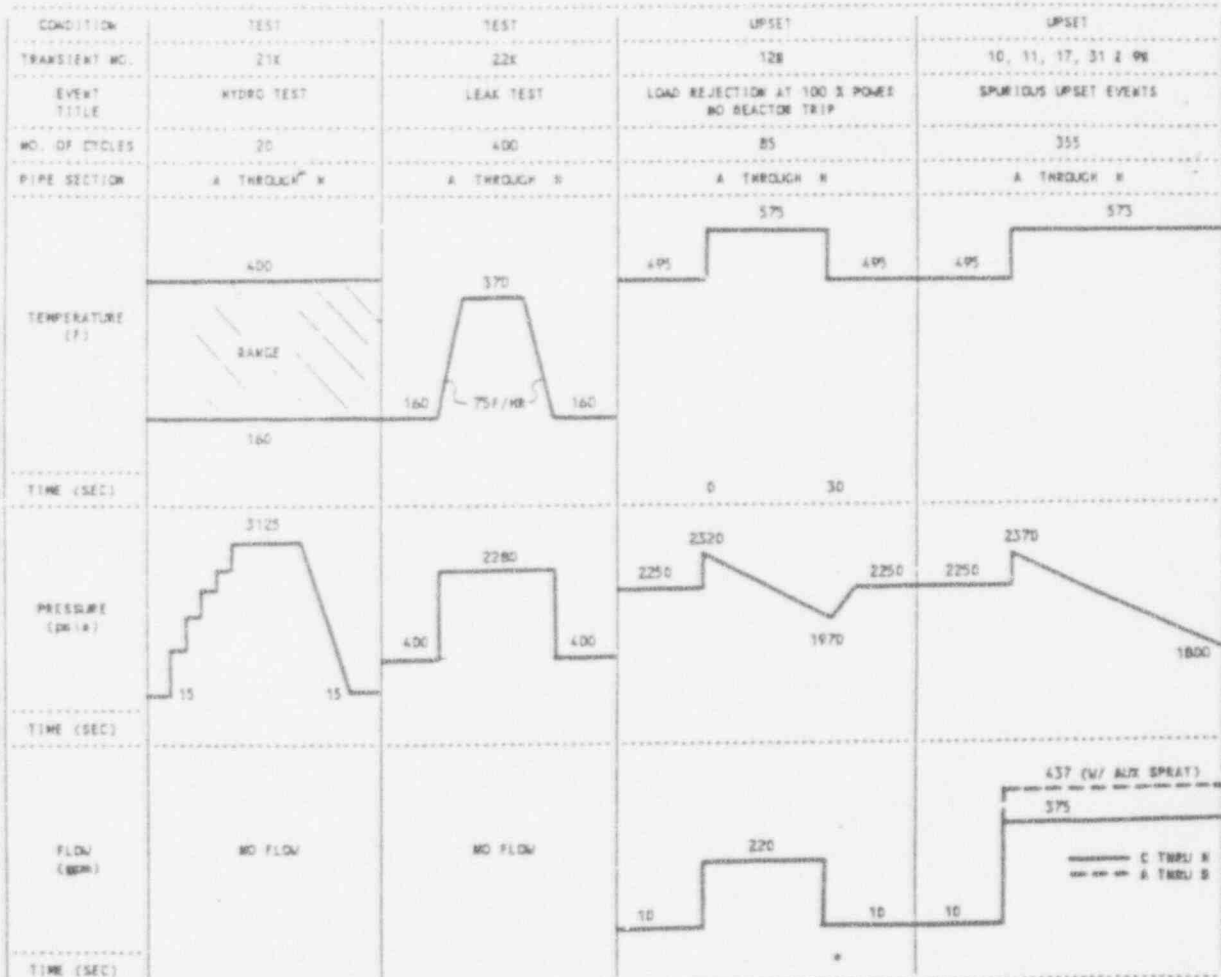 CONDITION TEST TEST UPSET UPSET
TRANSIENT NO. 21X 22X 12B 10, 11, 17, 31 & 9B
EVENT TITLE HYDRO TEST LEAK TEST LOAD REJECTION AT 100 % POWER NO REACTOR TRIP SPURIOUS UPSET EVENTS
NO. OF CYCLES 20 400 85 355
PIPE SECTION A THROUGH N A THROUGH N A THROUGH N A THROUGH N
TEMPERATURE (F)
400
RANGE
160
370
160 75F/HR 160
575
495 495
573
495
TIME (SEC) 0 30
PRESSURE (psia)
3125
15 15
2280
400 400
2320
2250 2250
1970
2370
2250
1800
TIME (SEC)
FLOW (gpm)
NO FLOW
NO FLOW
220
10 10
437 (W/ AUX SPRAY)
375
10
C THRU N
A THRU B
TIME (SEC)